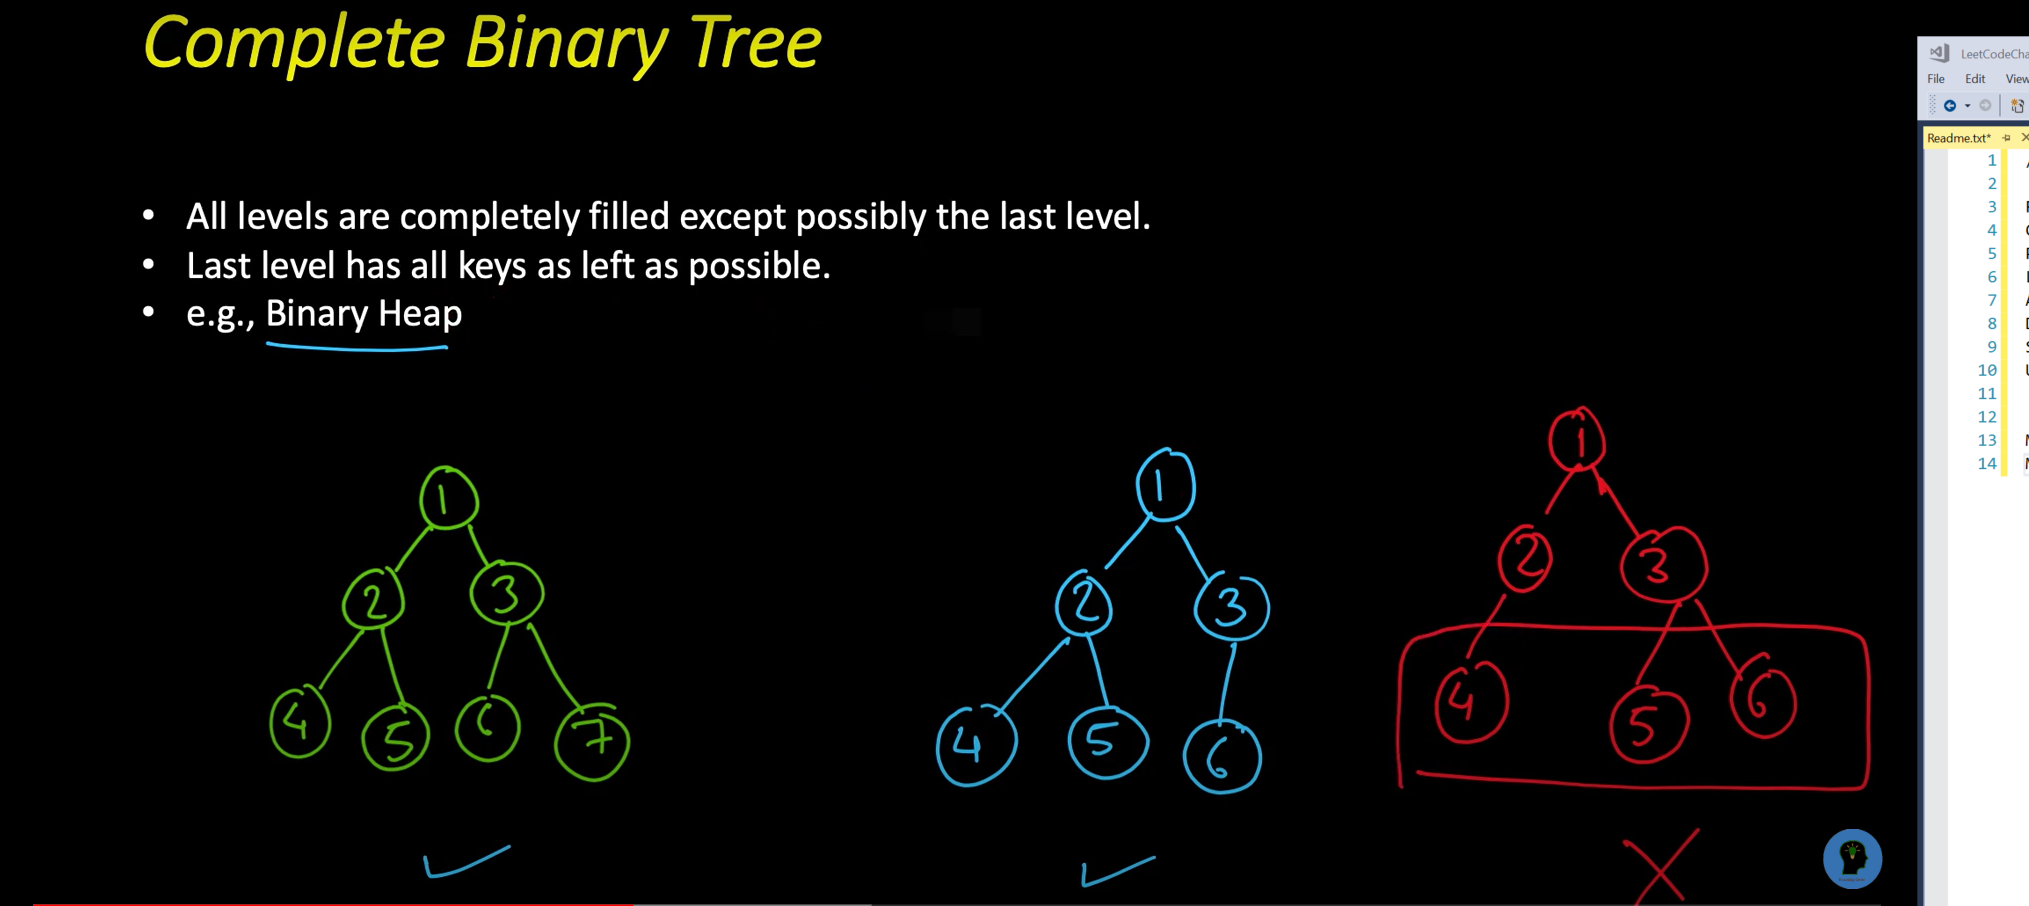 Complete Binary Tree
LeetCodeCha
File Edit View
Readme.txt*
• All levels are completely filled except possibly the last level.
• Last level has all keys as left as possible.
• e.g., Binary Heap
1
2
3
4
5
6
7
8
9
10
11
12
13
14
1
2 3
4 5 6 7
1
2 3
4 5 6
1
2 3
4 5 6